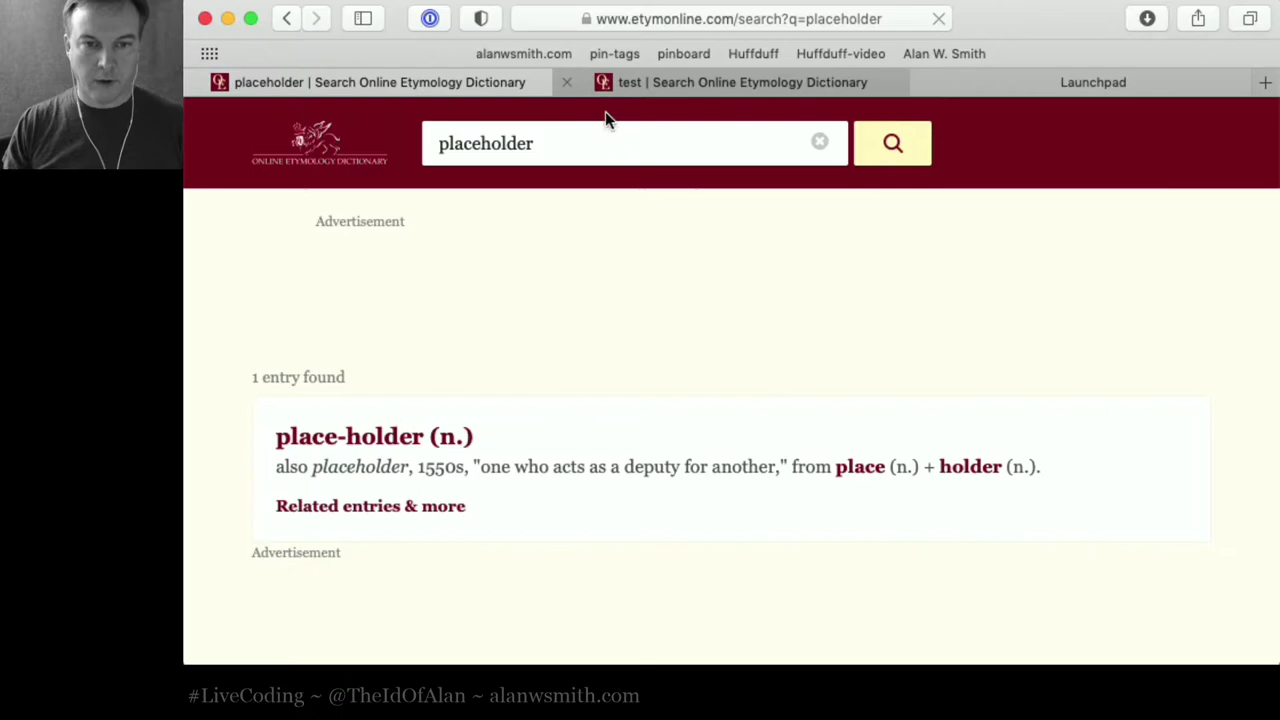 www.etymonline.com/search?q=placeholder
alanwsmith.com pin-tags pinboard Huffduff Huffduff-video Alan W. Smith
placeholder | Search Online Etymology Dictionary test | Search Online Etymology Dictionary Launchpad
ONLINE ETYMOLOGY DICTIONARY
placeholder
Advertisement
1 entry found
place-holder (n.)
also placeholder, 1550s, "one who acts as a deputy for another," from place (n.) + holder (n.).
Related entries & more
Advertisement
#LiveCoding ~ @TheIdOfAlan ~ alanwsmith.com